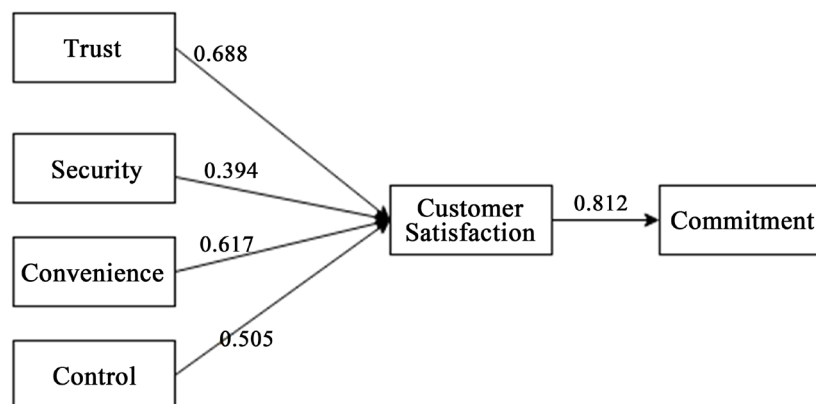 Trust
0.688
Security
0.394
Convenience
0.617
Control
0.505
Customer
Satisfaction
0.812
Commitment